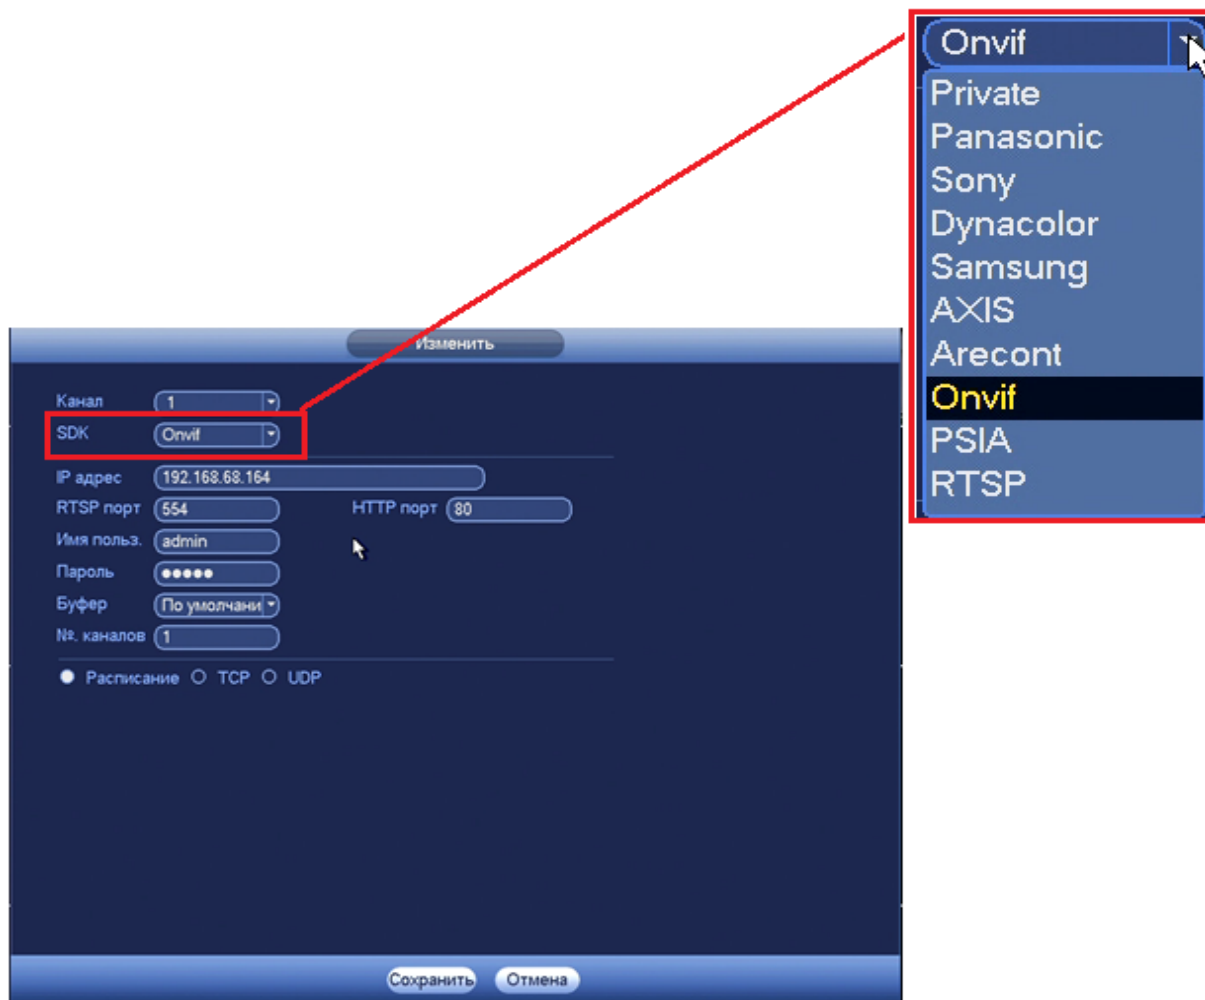 Onvif
Private
Panasonic
Sony
Dynacolor
Samsung
AXIS
Arecont
Onvif
PSIA
RTSP
Изменить
Канал 1
SDK Onvif
IP адрес 192.168.68.164
RTSP порт 554 HTTP порт 80
Имя польз. admin
Пароль •••••
Буфер По умолчани
№. каналов 1
Расписание TCP UDP
Сохранить Отмена